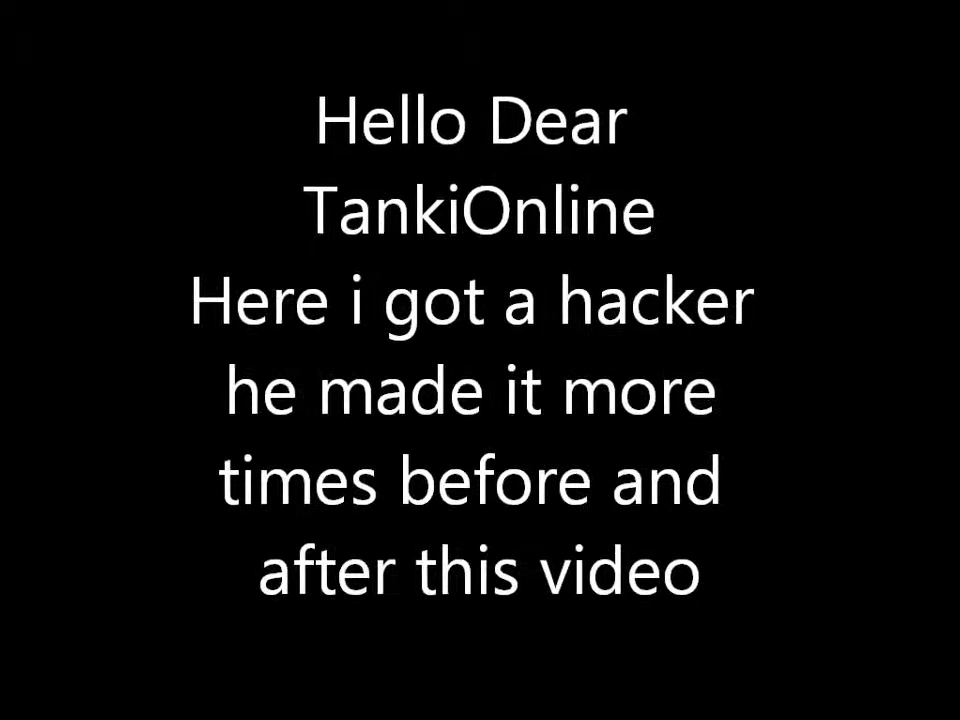 Hello Dear
TankiOnline
Here i got a hacker
he made it more
times before and
after this video